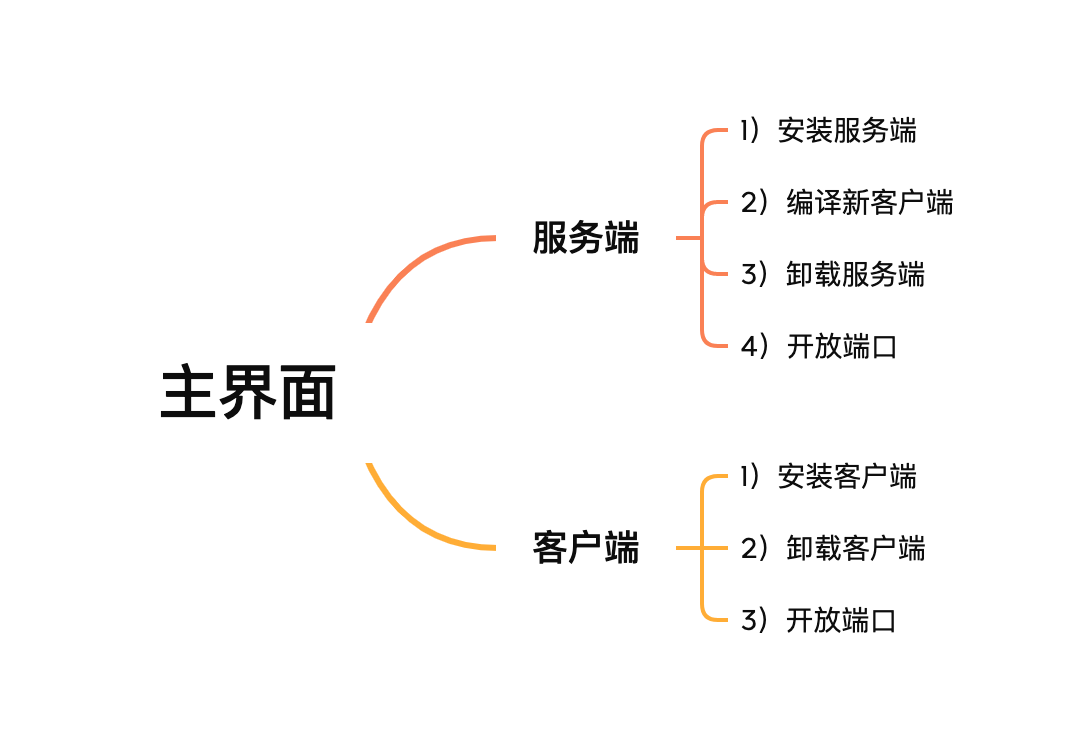 主界面
服务端
1）安装服务端
2）编译新客户端
3）卸载服务端
4）开放端口
客户端
1）安装客户端
2）卸载客户端
3）开放端口